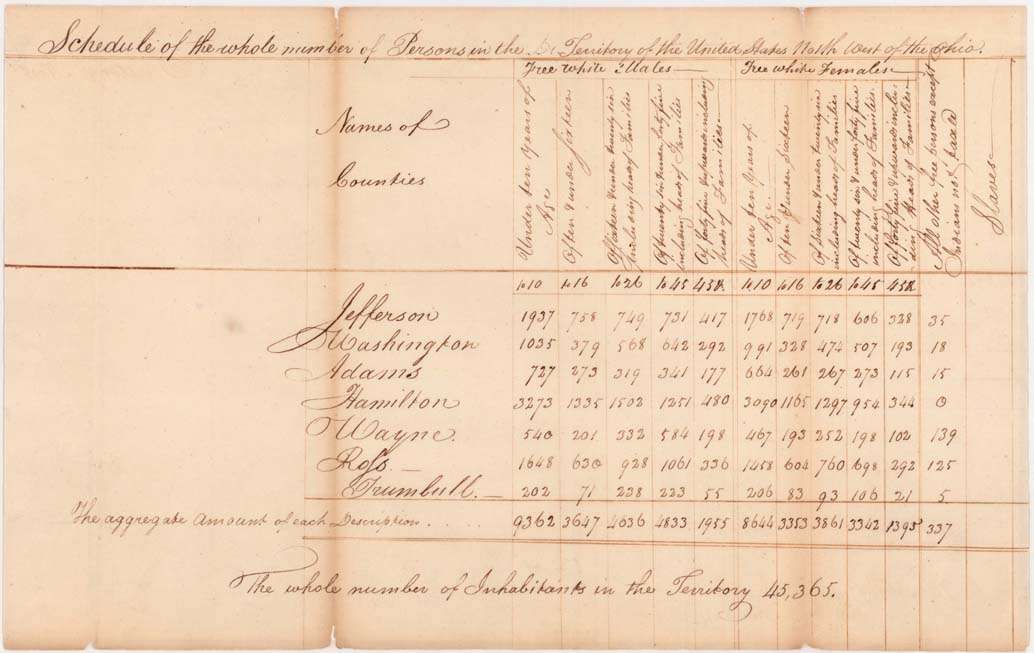 Schedule of the whole number of Persons in the Territory of the United States North West of the Ohio.
Free White Males — Free White Females —
Names of Counties
Under ten years of Age
Of ten & under sixteen
Of Sixteen & under twenty six including heads of Families
Of twenty six & under forty five including heads of Families
Of forty five & upwards including heads of Families
Under ten years of Age
Of ten & under Sixteen
Of Sixteen & under twenty six including heads of Families
Of twenty six & under forty five including heads of Families
Of forty five & upwards including heads of Families
All other free persons except Indians not taxed
Slaves
to 10 to 16 to 26 to 45 45 & to 10 to 16 to 26 to 45 45 &
Jefferson 1937 758 749 731 417 1768 719 718 606 328 35
Washington 1035 379 568 642 292 991 328 474 507 193 18
Adams 727 273 319 341 177 664 261 267 273 115 15
Hamilton 3273 1335 1502 1251 480 3090 1165 1297 954 344 0
Wayne. 540 201 332 584 198 467 193 252 198 102 139
Ross — 1648 630 928 1061 336 1458 604 760 698 292 125
Trumbull. — 202 71 238 223 55 206 83 93 106 21 5
The aggregate Amount of each Description . . . . . 9362 3647 4636 4833 1955 8644 3353 3861 3342 1395 337
The whole number of Inhabitants in the Territory 45,365.